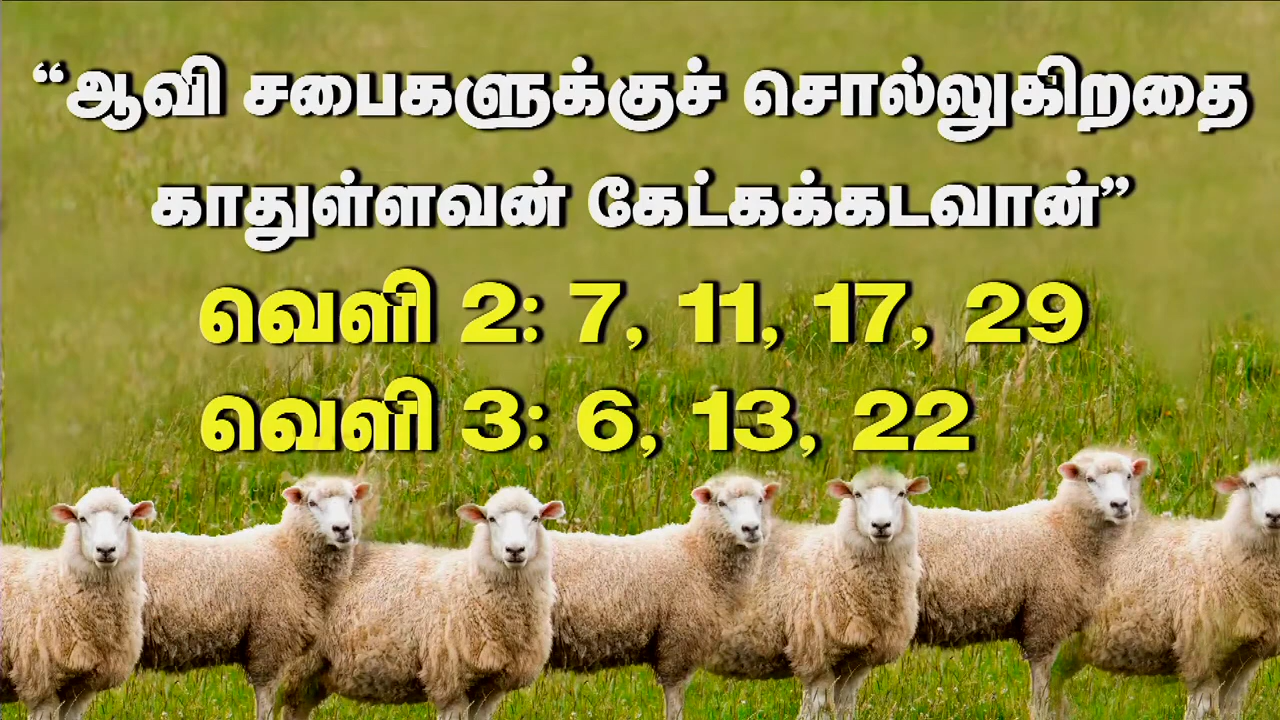 “ஆவி சபைகளுக்குச் சொல்லுகிறதை
காதுள்ளவன் கேட்கக்கடவான்”
வெளி 2: 7, 11, 17, 29
வெளி 3: 6, 13, 22